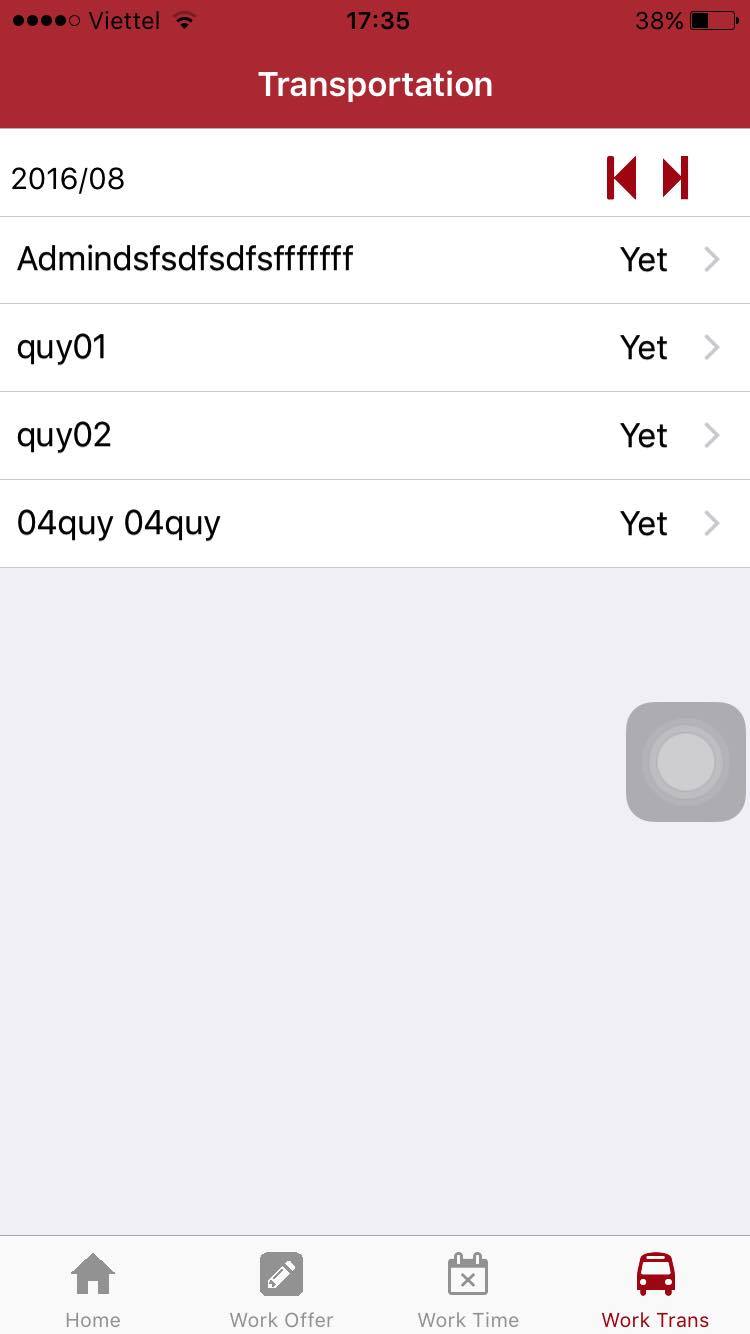 Viettel 17:35 38%
Transportation
2016/08
Admindsfsdfsdfsfffffff Yet
quy01 Yet
quy02 Yet
04quy 04quy Yet
Home Work Offer Work Time Work Trans